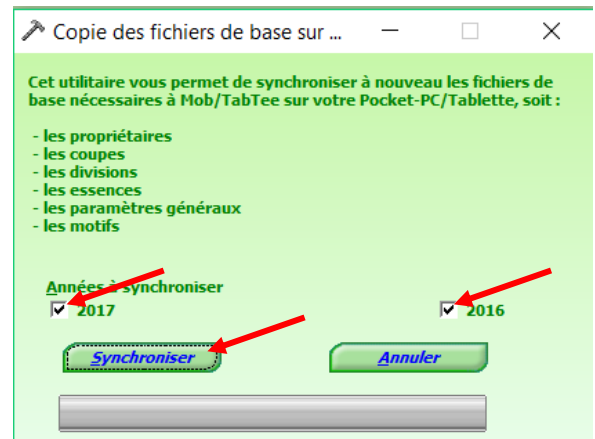 Copie des fichiers de base sur ...
Cet utilitaire vous permet de synchroniser à nouveau les fichiers de
base nécessaires à Mob/TabTee sur votre Pocket-PC/Tablette, soit :
- les propriétaires
- les coupes
- les divisions
- les essences
- les paramètres généraux
- les motifs
Années à synchroniser
2017 2016
Synchroniser Annuler